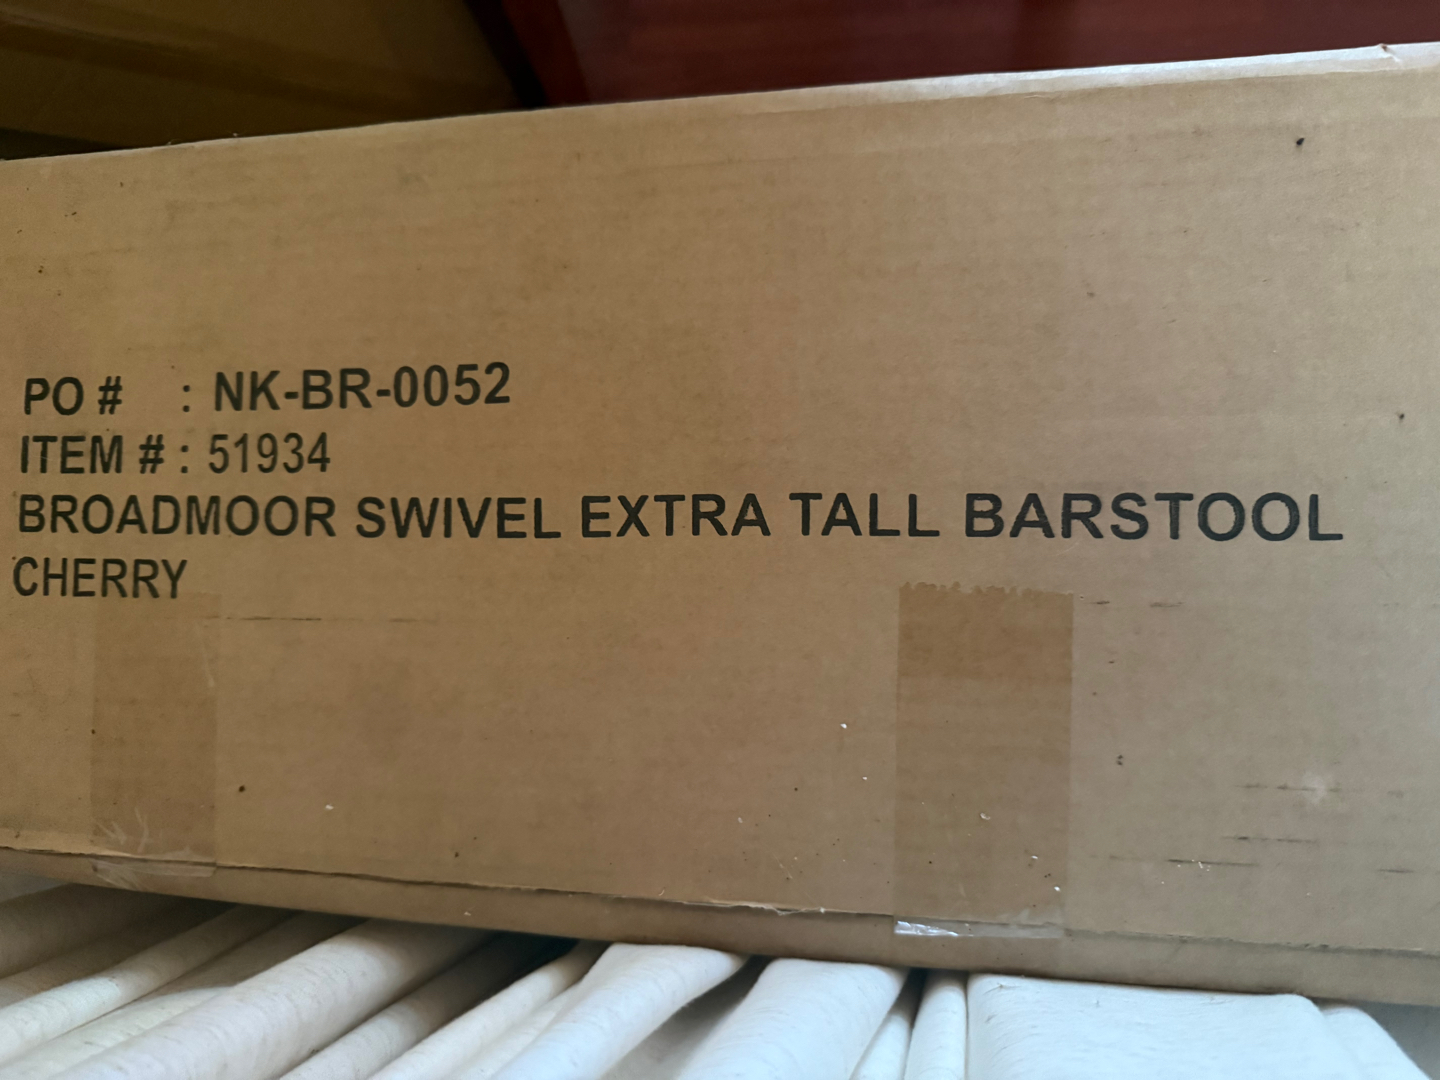 PO # : NK-BR-0052
ITEM # : 51934
BROADMOOR SWIVEL EXTRA TALL BARSTOOL
CHERRY